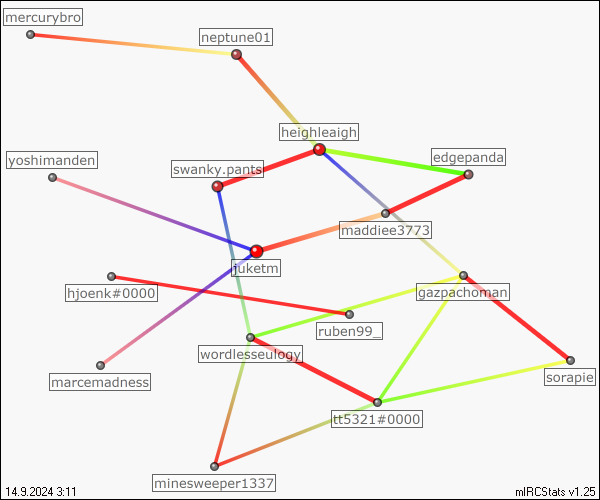 mercurybro
neptune01
heighleaigh
edgepanda
yoshimanden
swanky.pants
maddiee3773
juketm
hjoenk#0000
gazpachoman
ruben99_
wordlesseulogy
sorapie
marcemadness
tt5321#0000
minesweeper1337
14.9.2024 3:11
mIRCStats v1.25